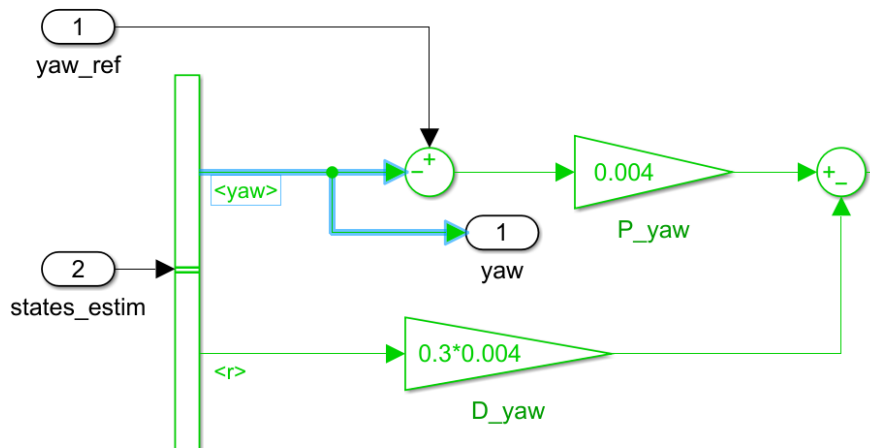 1
yaw_ref
+
−
<yaw>
0.004
P_yaw
+
−
1
yaw
2
states_estim
<r>
0.3*0.004
D_yaw